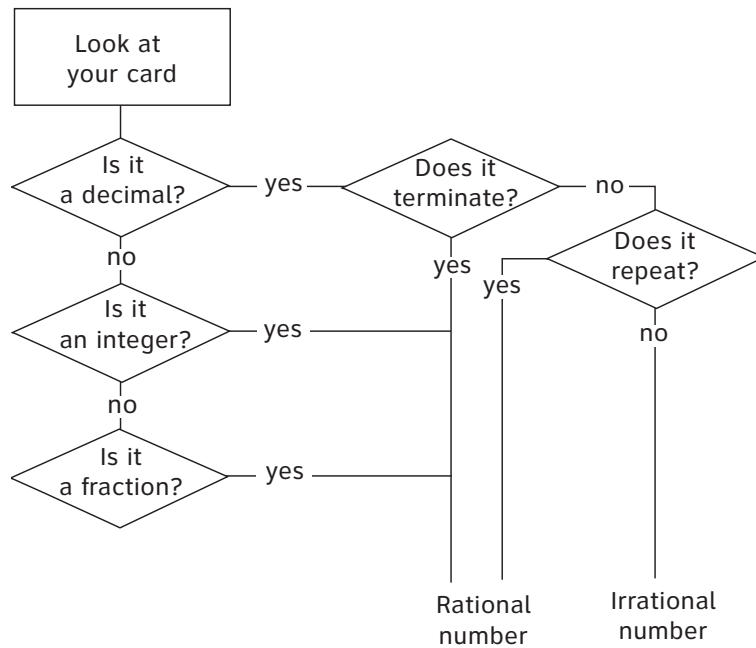 Look at
your card
Is it
a decimal?
yes
Does it
terminate?
no
Does it
repeat?
no
yes
yes
Is it
an integer?
yes
no
no
Is it
a fraction?
yes
Rational
number
Irrational
number